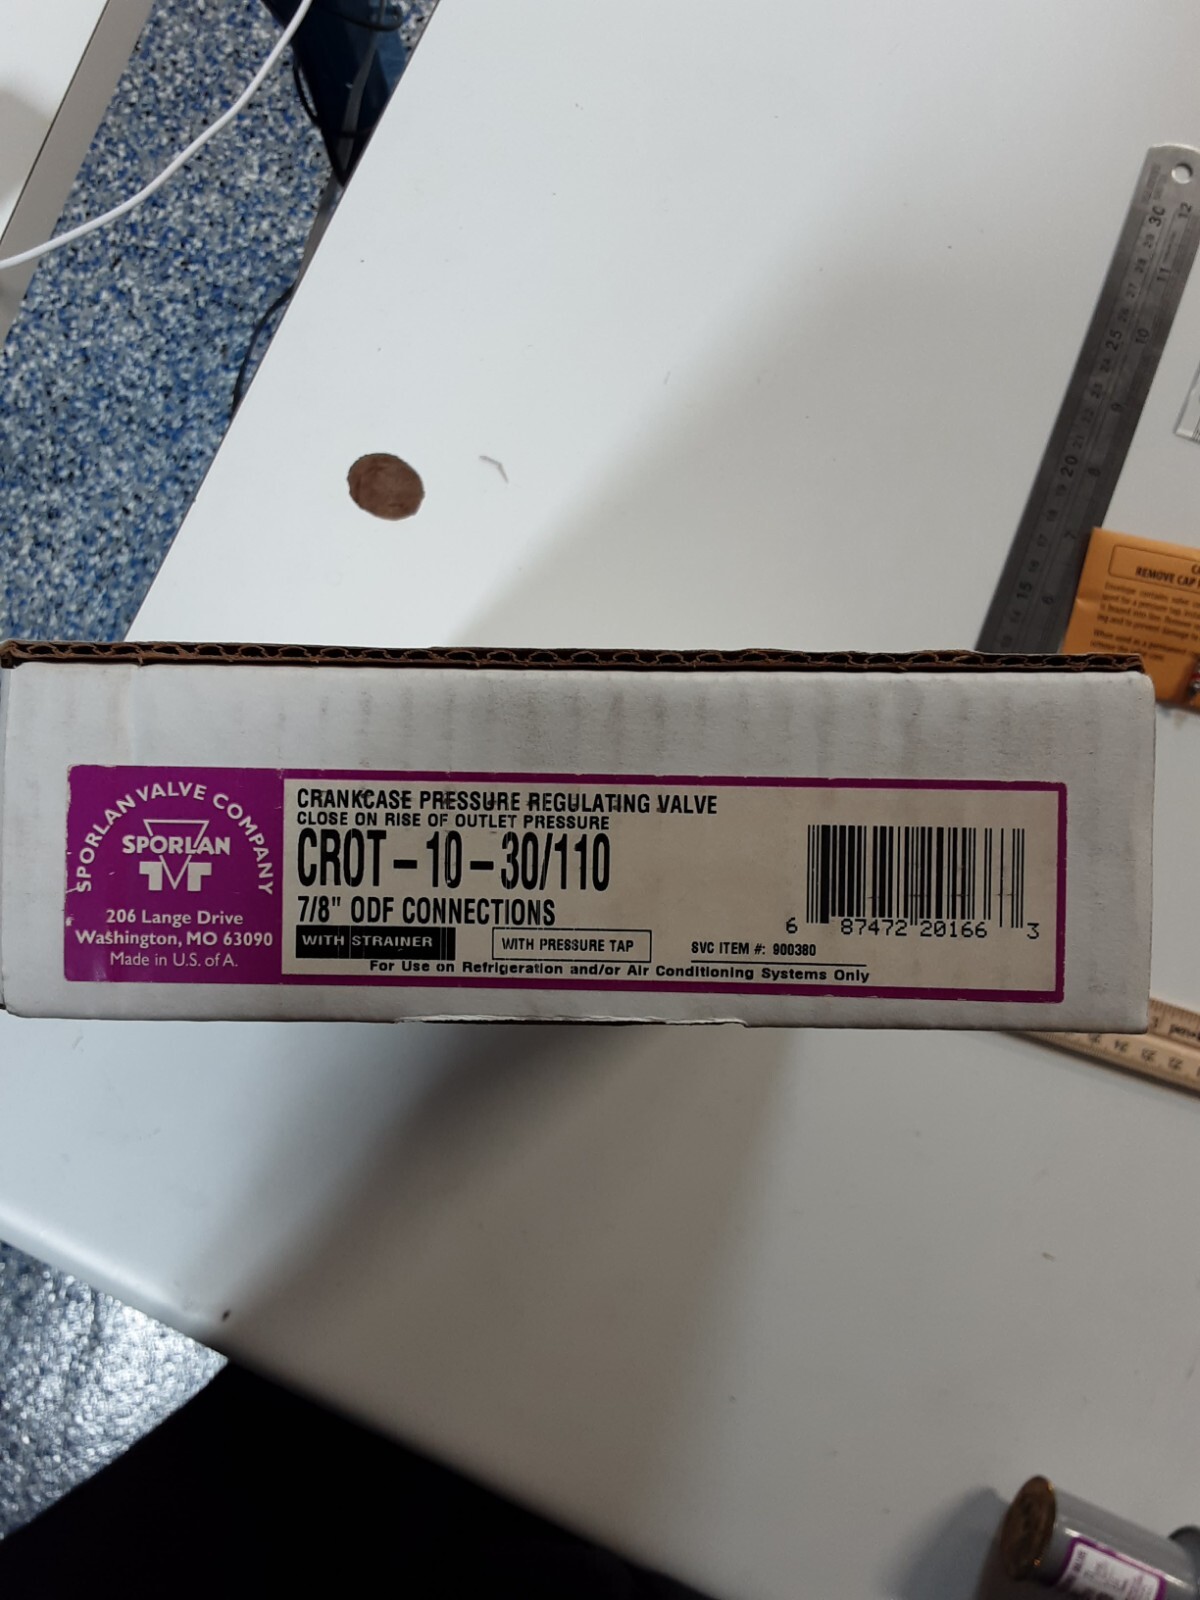 SPORLAN VALVE COMPANY
SPORLAN
206 Lange Drive
Washington, MO 63090
Made in U.S. of A.
CRANKCASE PRESSURE REGULATING VALVE
CLOSE ON RISE OF OUTLET PRESSURE
CROT-10-30/110
7/8" ODF CONNECTIONS
WITH STRAINER
WITH PRESSURE TAP
SVC ITEM #: 900380
For Use on Refrigeration and/or Air Conditioning Systems Only
6 87472 20166 3
REMOVE CAP